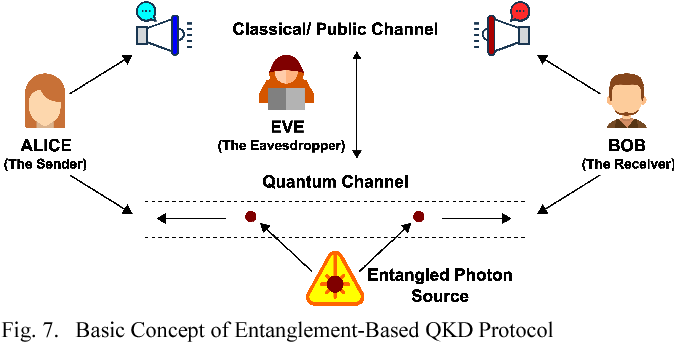 Classical/ Public Channel
EVE
(The Eavesdropper)
ALICE
(The Sender)
BOB
(The Receiver)
Quantum Channel
Entangled Photon
Source
Fig. 7. Basic Concept of Entanglement-Based QKD Protocol